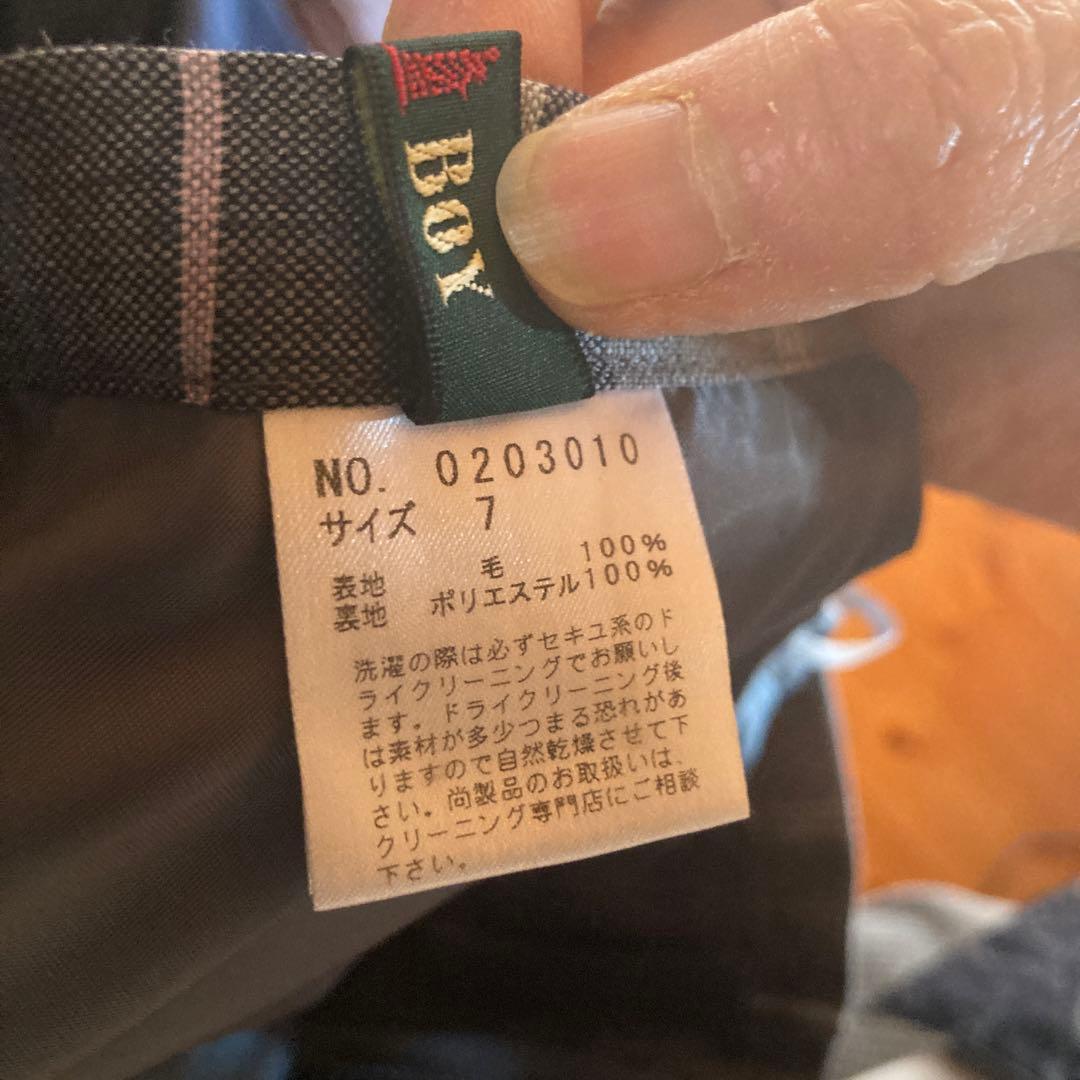 BOY
NO. 0203010
サイズ 7
表地 毛 100%
裏地 ポリエステル100%
洗濯の際は必ずセキユ系のド
ライクリーニングでお願いし
ます。ドライクリーニング後
は素材が多少つまる恐れがあ
りますので自然乾燥させて下
さい。尚製品のお取扱いは、
クリーニング専門店にご相談
下さい。